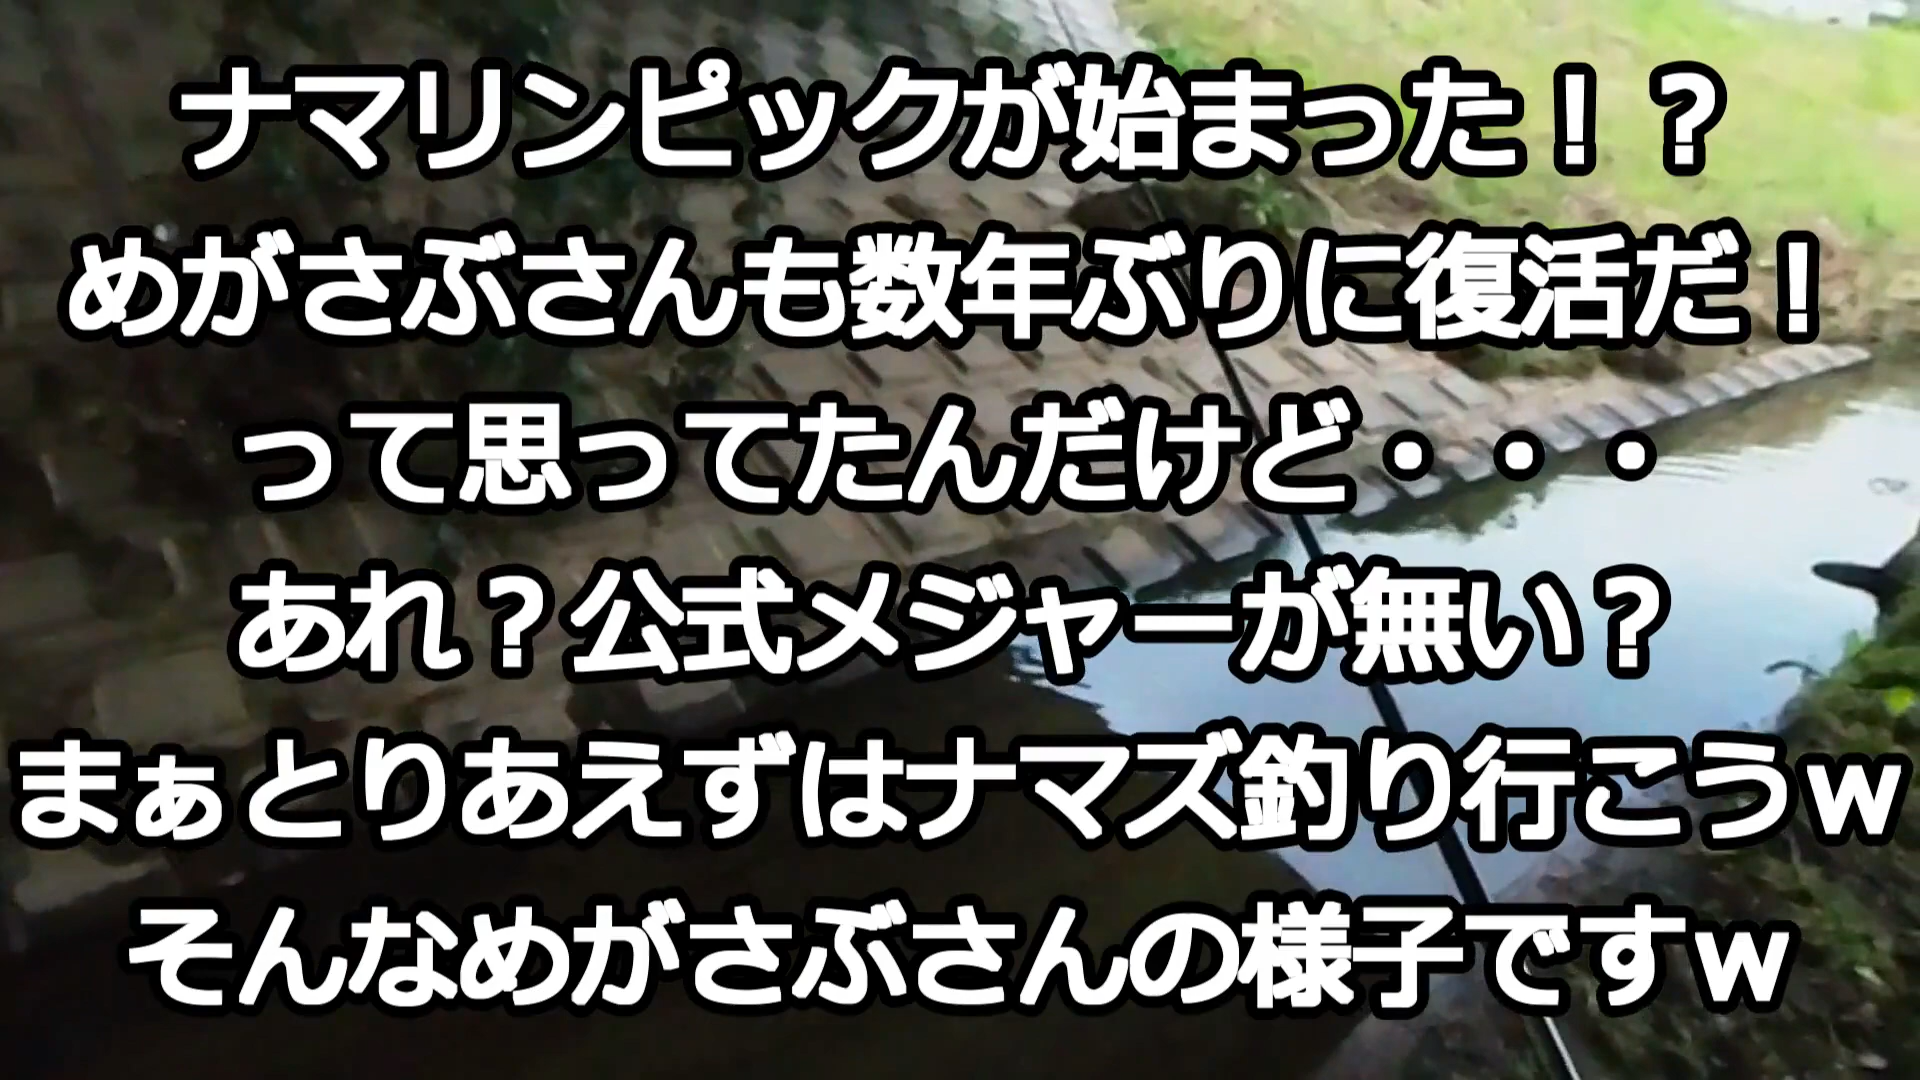 ナマリンピックが始まった！？
めがさぶさんも数年ぶりに復活だ！
って思ってたんだけど・・・
あれ？公式メジャーが無い？
まぁとりあえずはナマズ釣り行こうｗ
そんなめがさぶさんの様子ですｗ